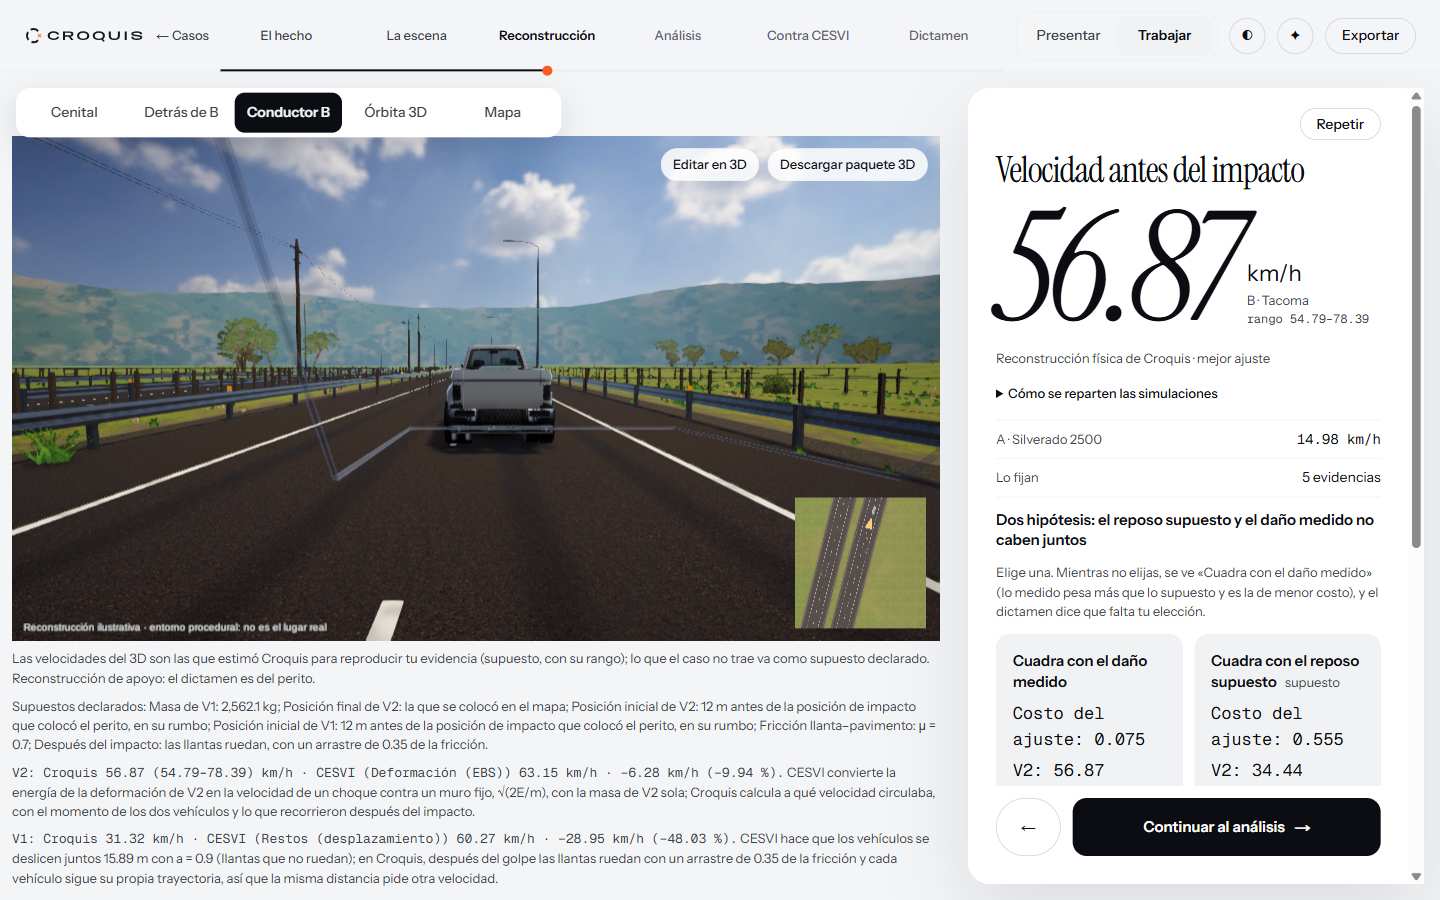 CROQUIS
← Casos
El hecho
La escena
Reconstrucción
Análisis
Contra CESVI
Dictamen
Presentar
Trabajar
Exportar
Cenital
Detrás de B
Conductor B
Órbita 3D
Mapa
Editar en 3D
Descargar paquete 3D
Reconstrucción ilustrativa · entorno procedural: no es el lugar real
Las velocidades del 3D son las que estimó Croquis para reproducir tu evidencia (supuesto, con su rango); lo que el caso no trae va como supuesto declarado.
Reconstrucción de apoyo: el dictamen es del perito.
Supuestos declarados: Masa de V1: 2,562.1 kg; Posición final de V2: la que se colocó en el mapa; Posición inicial de V2: 12 m antes de la posición de impacto
que colocó el perito, en su rumbo; Posición inicial de V1: 12 m antes de la posición de impacto que colocó el perito, en su rumbo; Fricción llanta–pavimento: μ =
0.7; Después del impacto: las llantas ruedan, con un arrastre de 0.35 de la fricción.
V2: Croquis 56.87 (54.79–78.39) km/h · CESVI (Deformación (EBS)) 63.15 km/h · −6.28 km/h (−9.94 %). CESVI convierte la
energía de la deformación de V2 en la velocidad de un choque contra un muro fijo, √(2E/m), con la masa de V2 sola; Croquis calcula a qué velocidad circulaba,
con el momento de los dos vehículos y lo que recorrieron después del impacto.
V1: Croquis 31.32 km/h · CESVI (Restos (desplazamiento)) 60.27 km/h · −28.95 km/h (−48.03 %). CESVI hace que los vehículos se
deslicen juntos 15.89 m con a = 0.9 (llantas que no ruedan); en Croquis, después del golpe las llantas ruedan con un arrastre de 0.35 de la fricción y cada
vehículo sigue su propia trayectoria, así que la misma distancia pide otra velocidad.
Repetir
Velocidad antes del impacto
56.87
km/h
B · Tacoma
rango 54.79–78.39
Reconstrucción física de Croquis · mejor ajuste
Cómo se reparten las simulaciones
A · Silverado 2500
14.98 km/h
Lo fijan
5 evidencias
Dos hipótesis: el reposo supuesto y el daño medido no
caben juntos
Elige una. Mientras no elijas, se ve «Cuadra con el daño medido»
(lo medido pesa más que lo supuesto y es la de menor costo), y el
dictamen dice que falta tu elección.
Cuadra con el daño
medido
Costo del
ajuste: 0.075
V2: 56.87
Cuadra con el reposo
supuesto supuesto
Costo del
ajuste: 0.555
V2: 34.44
←
Continuar al análisis →